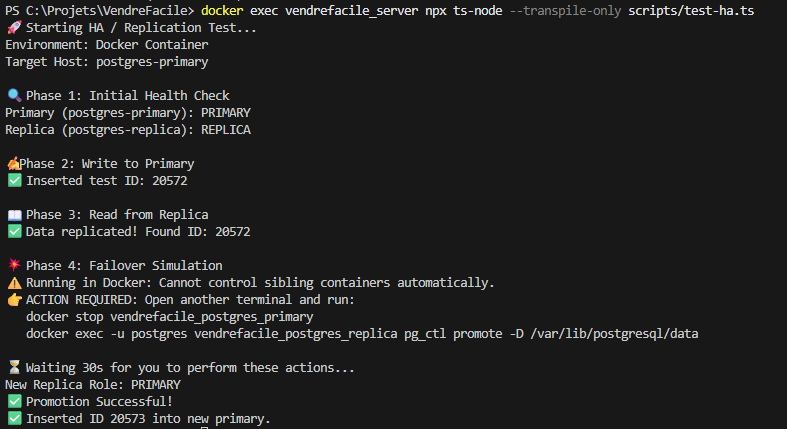 PS C:\Projets\VendreFacile> docker exec vendrefacile_server npx ts-node --transpile-only scripts/test-ha.ts
🚀 Starting HA / Replication Test...
Environment: Docker Container
Target Host: postgres-primary
🔍 Phase 1: Initial Health Check
Primary (postgres-primary): PRIMARY
Replica (postgres-replica): REPLICA
✍️Phase 2: Write to Primary
✅ Inserted test ID: 20572
📖 Phase 3: Read from Replica
✅ Data replicated! Found ID: 20572
💥 Phase 4: Failover Simulation
⚠️ Running in Docker: Cannot control sibling containers automatically.
👉 ACTION REQUIRED: Open another terminal and run:
docker stop vendrefacile_postgres_primary
docker exec -u postgres vendrefacile_postgres_replica pg_ctl promote -D /var/lib/postgresql/data
⏳ Waiting 30s for you to perform these actions...
New Replica Role: PRIMARY
✅ Promotion Successful!
✅ Inserted ID 20573 into new primary.